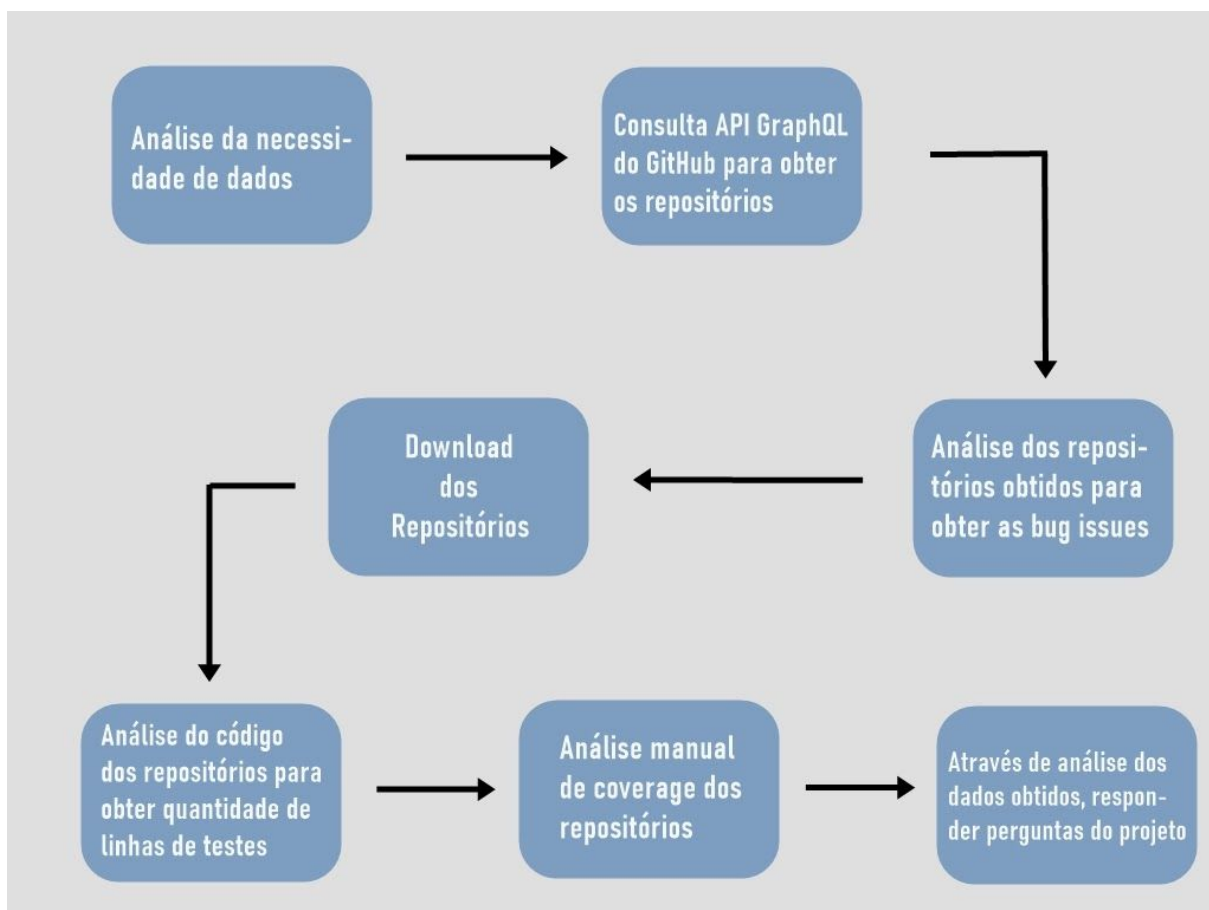 Análise da necessi-
dade de dados
Consulta API GraphQL
do GitHub para obter
os repositórios
Análise dos reposi-
tórios obtidos para
obter as bug issues
Download
dos
Repositórios
Análise do código
dos repositórios para
obter quantidade de
linhas de testes
Análise manual
de coverage dos
repositórios
Através de análise dos
dados obtidos, respon-
der perguntas do projeto